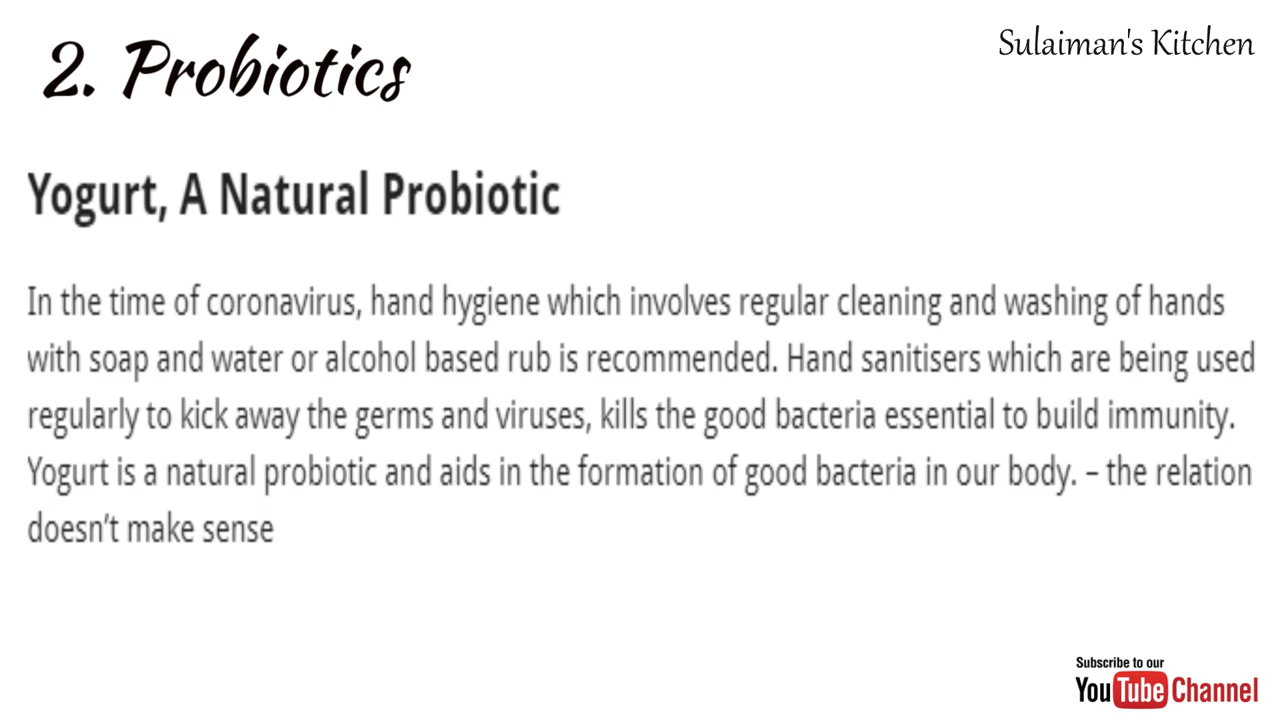 2. Probiotics
Sulaiman's Kitchen
Yogurt, A Natural Probiotic
In the time of coronavirus, hand hygiene which involves regular cleaning and washing of hands
with soap and water or alcohol based rub is recommended. Hand sanitisers which are being used
regularly to kick away the germs and viruses, kills the good bacteria essential to build immunity.
Yogurt is a natural probiotic and aids in the formation of good bacteria in our body. – the relation
doesn’t make sense
Subscribe to our
YouTube Channel